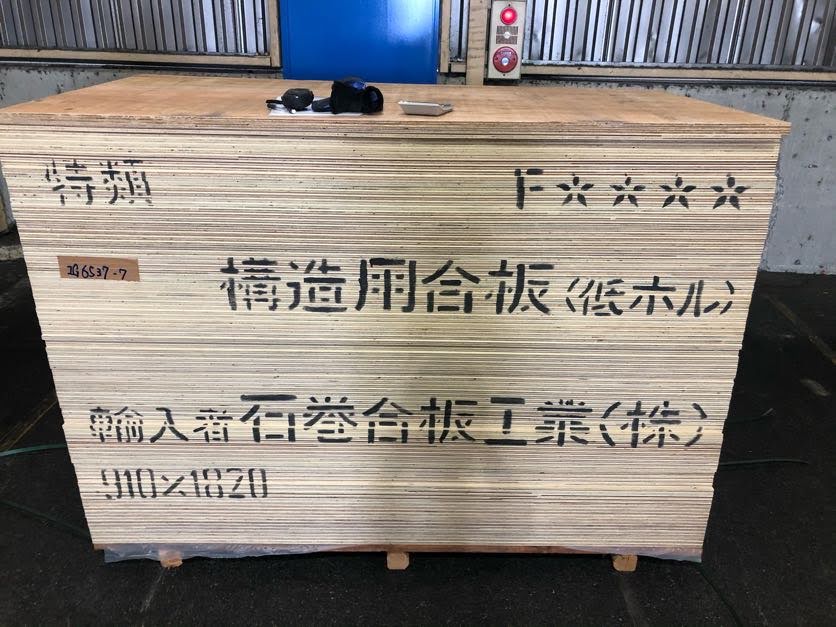 特類 F☆☆☆☆
IG6537-7
構造用合板(低ホル)
輸入者 石巻合板工業(株)
910×1820